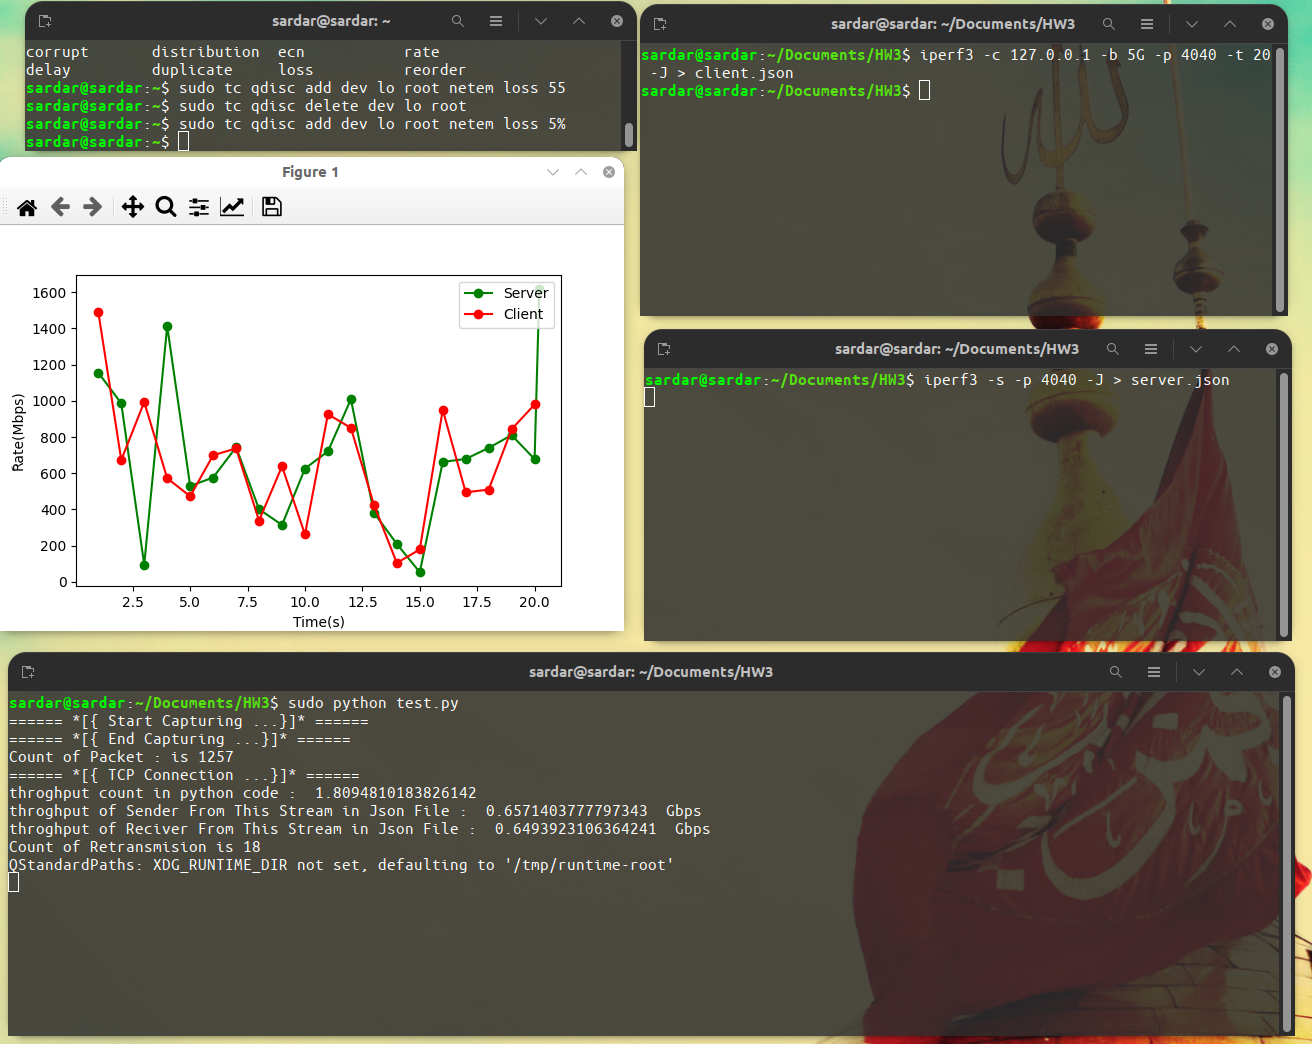 sardar@sardar: ~
corrupt distribution ecn rate
delay duplicate loss reorder
sardar@sardar:~$ sudo tc qdisc add dev lo root netem loss 55
sardar@sardar:~$ sudo tc qdisc delete dev lo root
sardar@sardar:~$ sudo tc qdisc add dev lo root netem loss 5%
sardar@sardar:~$
sardar@sardar: ~/Documents/HW3
sardar@sardar:~/Documents/HW3$ iperf3 -c 127.0.0.1 -b 5G -p 4040 -t 20
-J > client.json
sardar@sardar:~/Documents/HW3$
Figure 1
Server
Client
Rate(Mbps)
1600
1400
1200
1000
800
600
400
200
0
2.5 5.0 7.5 10.0 12.5 15.0 17.5 20.0
Time(s)
sardar@sardar: ~/Documents/HW3
sardar@sardar:~/Documents/HW3$ iperf3 -s -p 4040 -J > server.json
sardar@sardar: ~/Documents/HW3
sardar@sardar:~/Documents/HW3$ sudo python test.py
====== *[{ Start Capturing ...}]* ======
====== *[{ End Capturing ...}]* ======
Count of Packet : is 1257
====== *[{ TCP Connection ...}]* ======
throghput count in python code :  1.8094810183826142
throghput of Sender From This Stream in Json File :  0.6571403777797343  Gbps
throghput of Reciver From This Stream in Json File :  0.6493923106364241  Gbps
Count of Retransmision is 18
QStandardPaths: XDG_RUNTIME_DIR not set, defaulting to '/tmp/runtime-root'